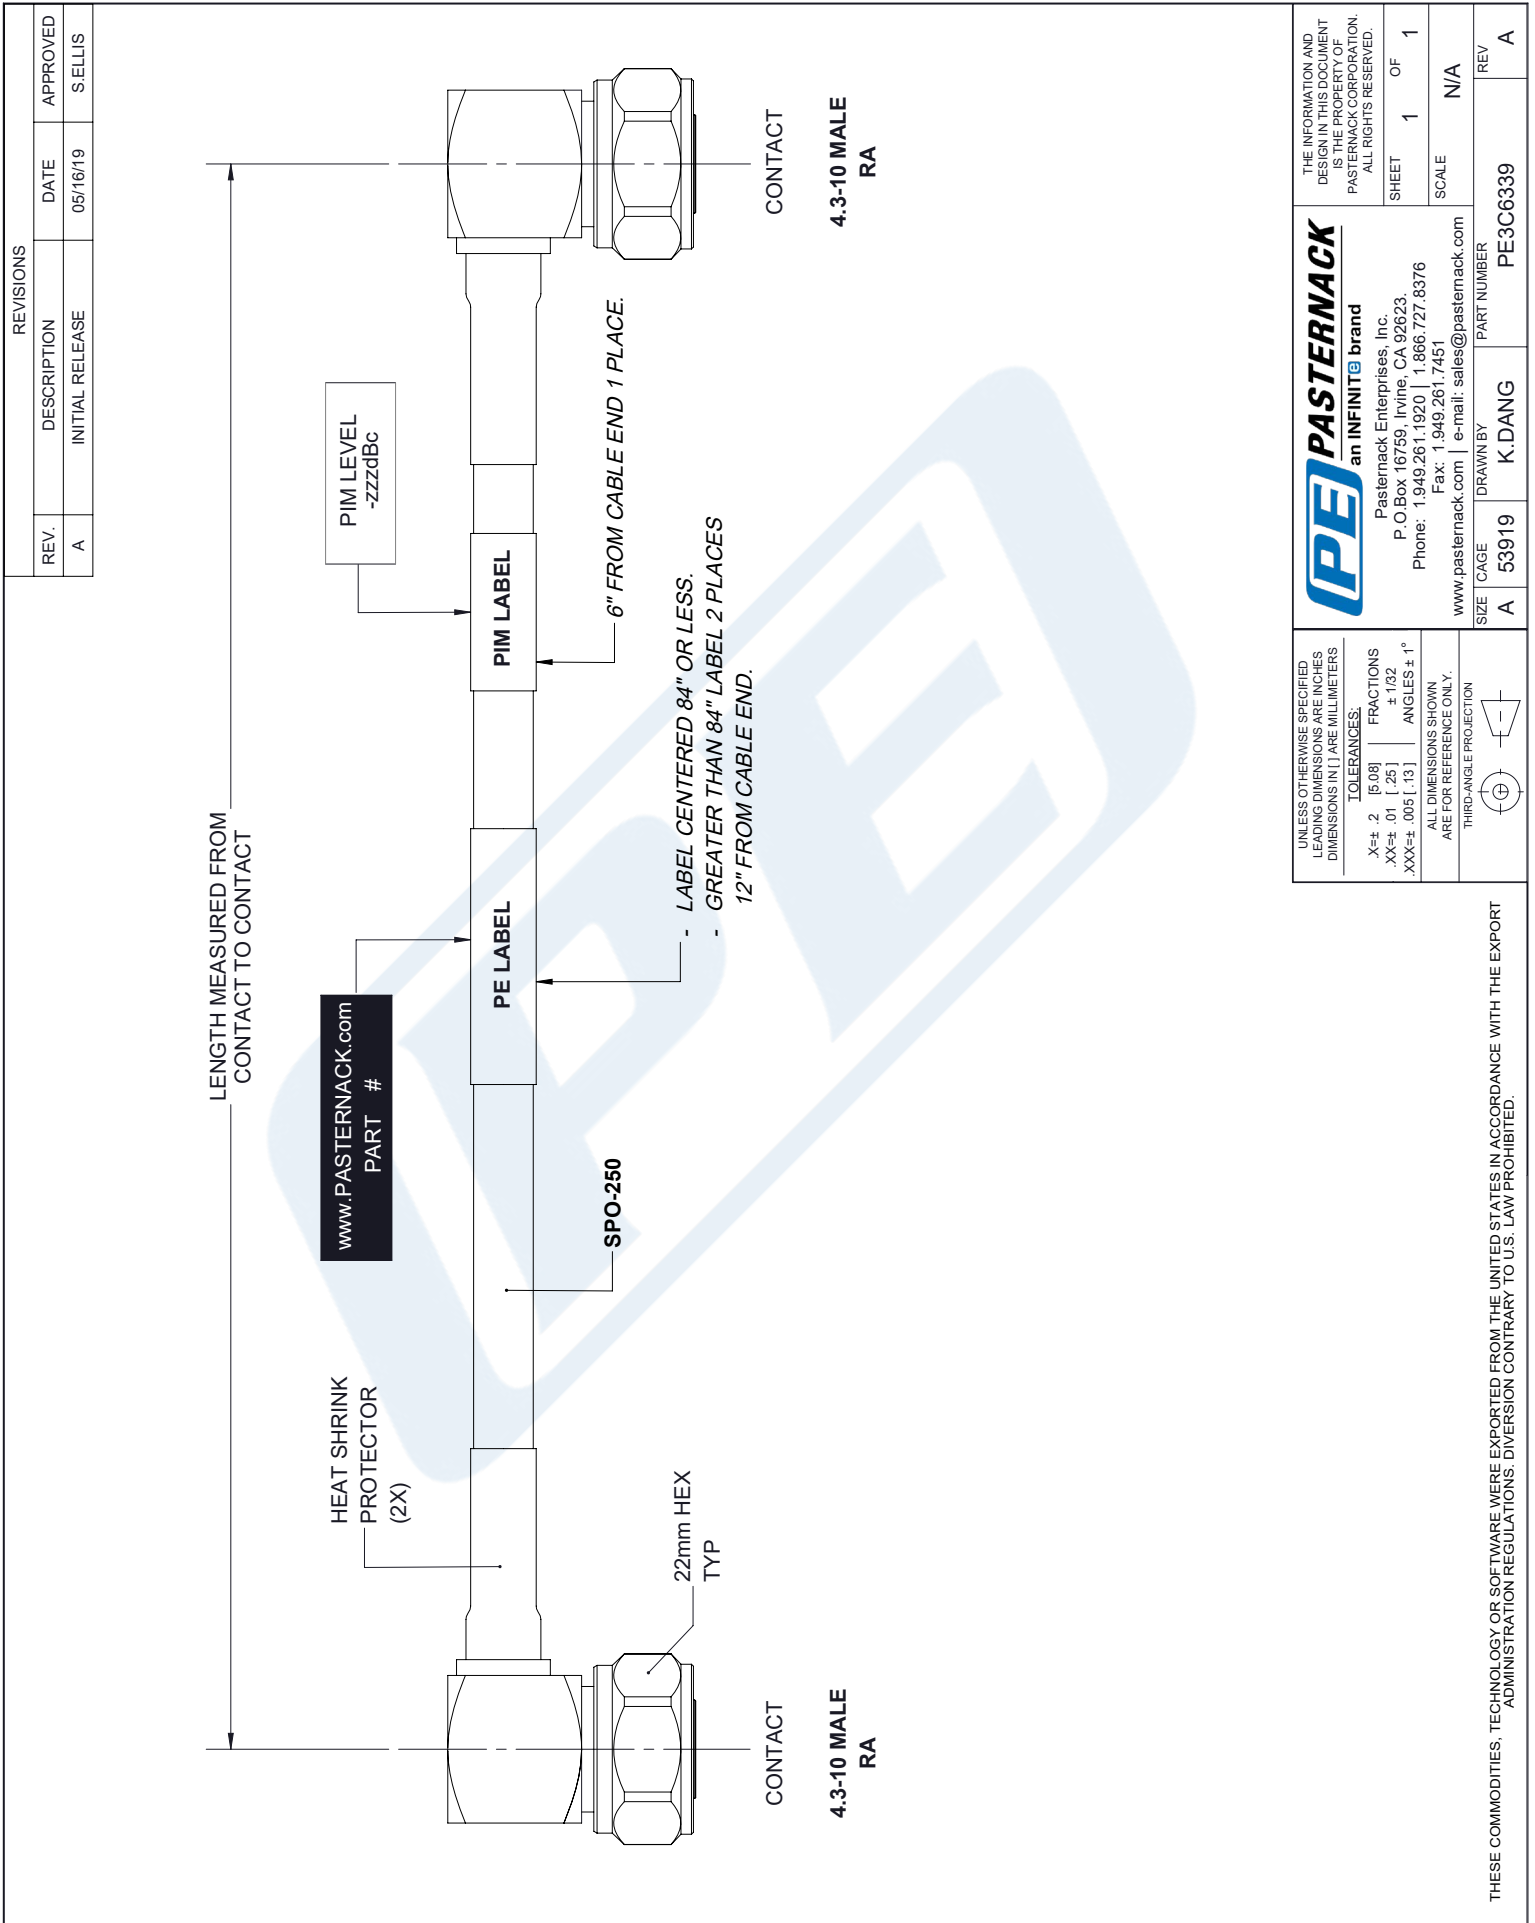 REVISIONS
REV. DESCRIPTION DATE APPROVED
A INITIAL RELEASE 05/16/19 S.ELLIS
LENGTH MEASURED FROM
CONTACT TO CONTACT
HEAT SHRINK
PROTECTOR
(2X)
www.PASTERNACK.com
PART #
PIM LEVEL
-zzzdBc
PE LABEL
PIM LABEL
SPO-250
6" FROM CABLE END 1 PLACE.
- LABEL CENTERED 84" OR LESS.
- GREATER THAN 84" LABEL 2 PLACES
12" FROM CABLE END.
22mm HEX
TYP
CONTACT
4.3-10 MALE
RA
CONTACT
4.3-10 MALE
RA
PE
UNLESS OTHERWISE SPECIFIED
LEADING DIMENSIONS ARE INCHES
DIMENSIONS IN [ ] ARE MILLIMETERS
TOLERANCES:
.X=± .2 [5.08] FRACTIONS
.XX=± .01 [ .25] ± 1/32
.XXX=± .005 [ .13] ANGLES ± 1°
ALL DIMENSIONS SHOWN
ARE FOR REFERENCE ONLY.
THIRD-ANGLE PROJECTION
PE PASTERNACK
an INFINITe brand
Pasternack Enterprises, Inc.
P.O.Box 16759, Irvine, CA 92623.
Phone: 1.949.261.1920 | 1.866.727.8376
Fax: 1.949.261.7451
www.pasternack.com | e-mail: sales@pasternack.com
THE INFORMATION AND
DESIGN IN THIS DOCUMENT
IS THE PROPERTY OF
PASTERNACK CORPORATION.
ALL RIGHTS RESERVED.
SHEET 1 OF 1
SCALE N/A
SIZE CAGE DRAWN BY PART NUMBER REV
A 53919 K.DANG PE3C6339 A
THESE COMMODITIES, TECHNOLOGY OR SOFTWARE WERE EXPORTED FROM THE UNITED STATES IN ACCORDANCE WITH THE EXPORT
ADMINISTRATION REGULATIONS. DIVERSION CONTRARY TO U.S. LAW PROHIBITED.